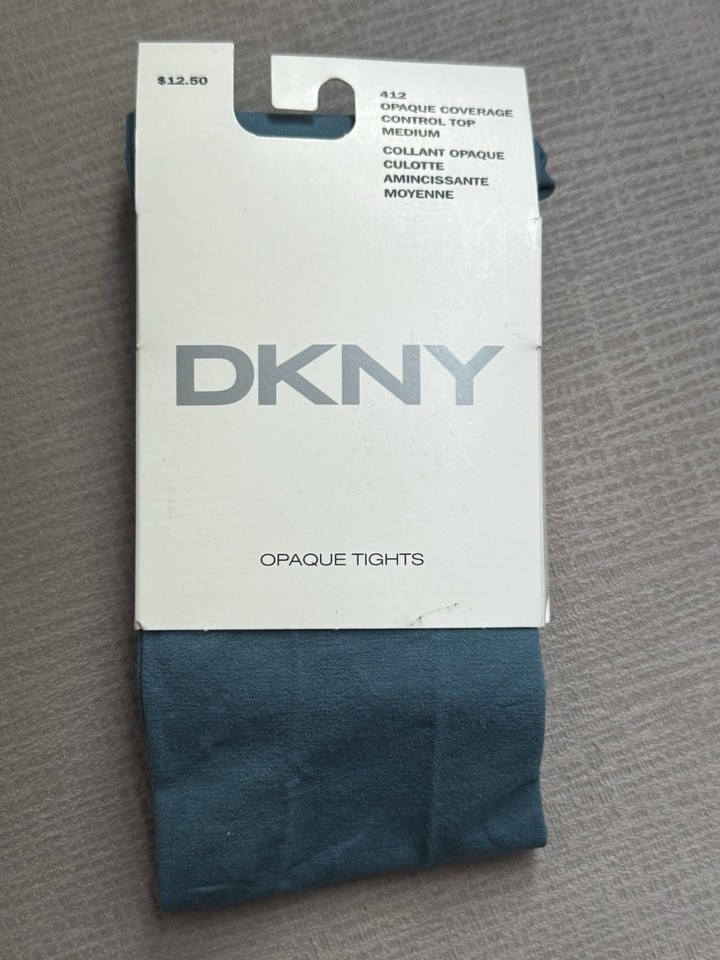 $12.50
412
OPAQUE COVERAGE
CONTROL TOP
MEDIUM
COLLANT OPAQUE
CULOTTE
AMINCISSANTE
MOYENNE
DKNY
OPAQUE TIGHTS